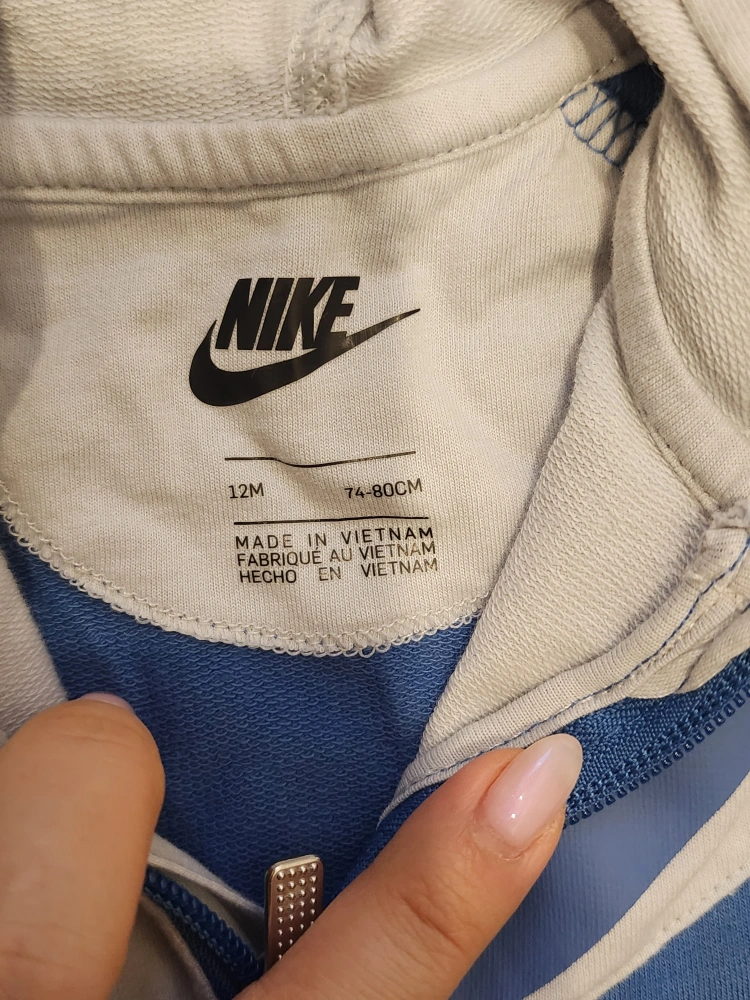 NIKE
12M 74-80CM
MADE IN VIETNAM
FABRIQUÉ AU VIETNAM
HECHO EN VIETNAM